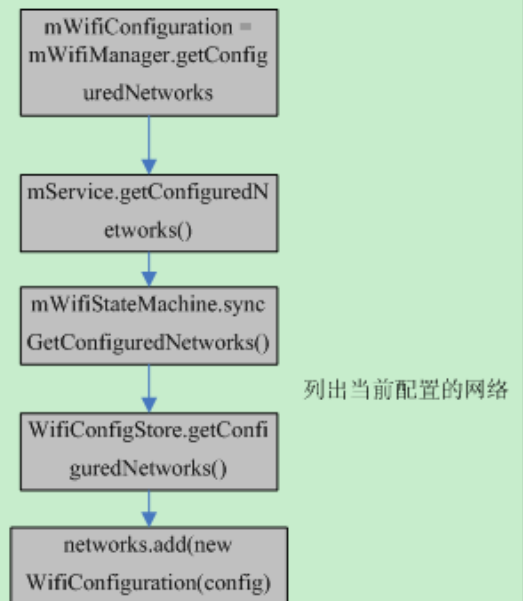 mWifiConfiguration =
mWifiManager.getConfig
uredNetworks
mService.getConfiguredN
etworks()
mWifiStateMachine.sync
GetConfiguredNetworks()
列出当前配置的网络
WifiConfigStore.getConfi
guredNetworks()
networks.add(new
WifiConfiguration(config)